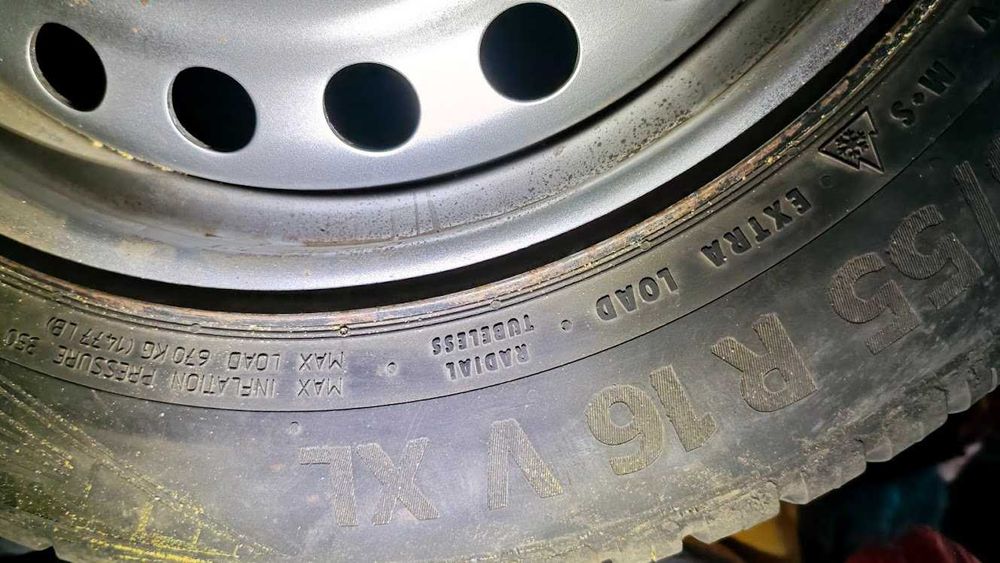 M•S
EXTRA LOAD
RADIAL
TUBELESS
MAX LOAD 670 KG (1477 LB)
MAX INFLATION PRESSURE 350
/55 R 16 V XL